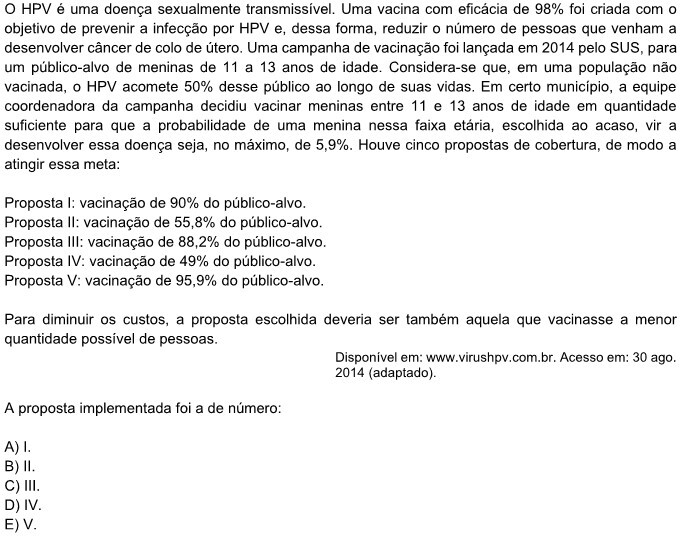 O HPV é uma doença sexualmente transmissível. Uma vacina com eficácia de 98% foi criada com o
objetivo de prevenir a infecção por HPV e, dessa forma, reduzir o número de pessoas que venham a
desenvolver câncer de colo de útero. Uma campanha de vacinação foi lançada em 2014 pelo SUS, para
um público-alvo de meninas de 11 a 13 anos de idade. Considera-se que, em uma população não
vacinada, o HPV acomete 50% desse público ao longo de suas vidas. Em certo município, a equipe
coordenadora da campanha decidiu vacinar meninas entre 11 e 13 anos de idade em quantidade
suficiente para que a probabilidade de uma menina nessa faixa etária, escolhida ao acaso, vir a
desenvolver essa doença seja, no máximo, de 5,9%. Houve cinco propostas de cobertura, de modo a
atingir essa meta:
Proposta I: vacinação de 90% do público-alvo.
Proposta II: vacinação de 55,8% do público-alvo.
Proposta III: vacinação de 88,2% do público-alvo.
Proposta IV: vacinação de 49% do público-alvo.
Proposta V: vacinação de 95,9% do público-alvo.
Para diminuir os custos, a proposta escolhida deveria ser também aquela que vacinasse a menor
quantidade possível de pessoas.
Disponível em: www.virushpv.com.br. Acesso em: 30 ago.
2014 (adaptado).
A proposta implementada foi a de número:
A) I.
B) II.
C) III.
D) IV.
E) V.